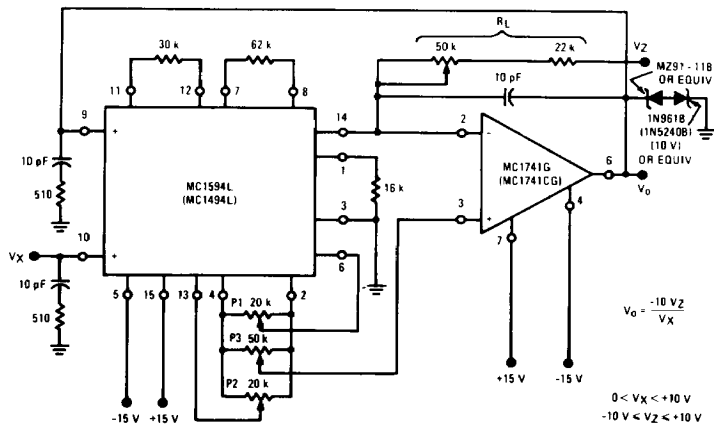 RL
30 k
62 k
50 k
22 k
VZ
MZ91-11B
OR EQUIV
11
12
7
8
10 pF
9
+
14
2
-
1N961B
(1N5240B)
(10 V)
OR EQUIV
10 pF
510
MC1594L
(MC1494L)
1
16 k
MC1741G
(MC1741CG)
6
Vo
3
3
+
4
VX
10
+
6
7
10 pF
510
5
15
13
4
2
P1
20 k
P3
50 k
P2
20 k
-15 V
+15 V
+15 V
-15 V
Vo = -10 VZ
VX
0 < VX < +10 V
-10 V ≤ VZ ≤ +10 V